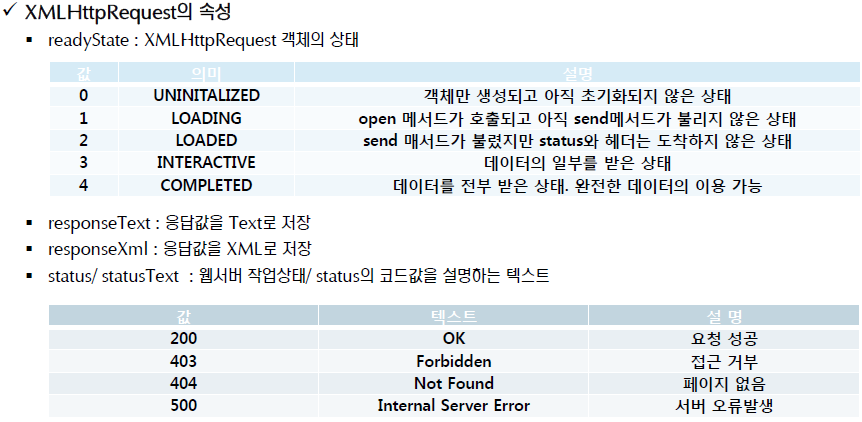 ✓ XMLHttpRequest의 속성
▪ readyState : XMLHttpRequest 객체의 상태
값 의미 설명
0 UNINITALIZED 객체만 생성되고 아직 초기화되지 않은 상태
1 LOADING open 메서드가 호출되고 아직 send메서드가 불리지 않은 상태
2 LOADED send 매서드가 불렸지만 status와 헤더는 도착하지 않은 상태
3 INTERACTIVE 데이터의 일부를 받은 상태
4 COMPLETED 데이터를 전부 받은 상태. 완전한 데이터의 이용 가능
▪ responseText : 응답값을 Text로 저장
▪ responseXml : 응답값을 XML로 저장
▪ status/ statusText : 웹서버 작업상태/ status의 코드값을 설명하는 텍스트
값 텍스트 설 명
200 OK 요청 성공
403 Forbidden 접근 거부
404 Not Found 페이지 없음
500 Internal Server Error 서버 오류발생